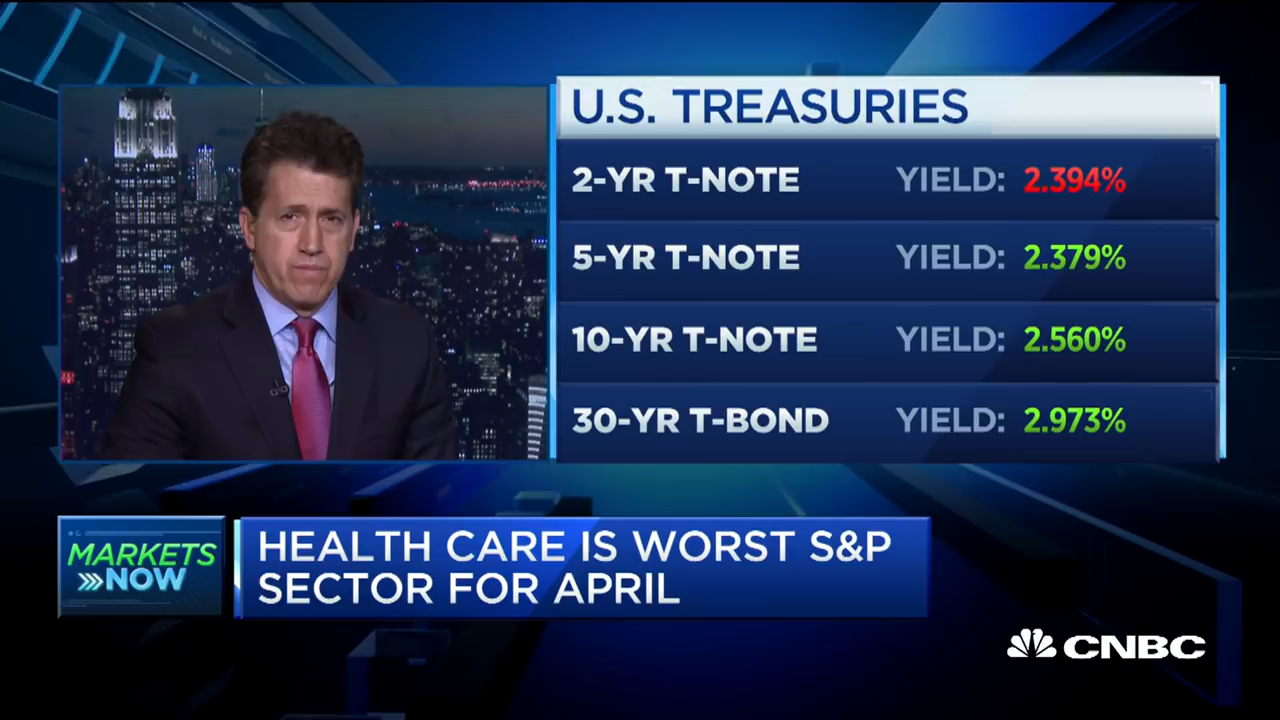 U.S. TREASURIES
2-YR T-NOTE YIELD: 2.394%
5-YR T-NOTE YIELD: 2.379%
10-YR T-NOTE YIELD: 2.560%
30-YR T-BOND YIELD: 2.973%
MARKETS
NOW
HEALTH CARE IS WORST S&P
SECTOR FOR APRIL
CNBC